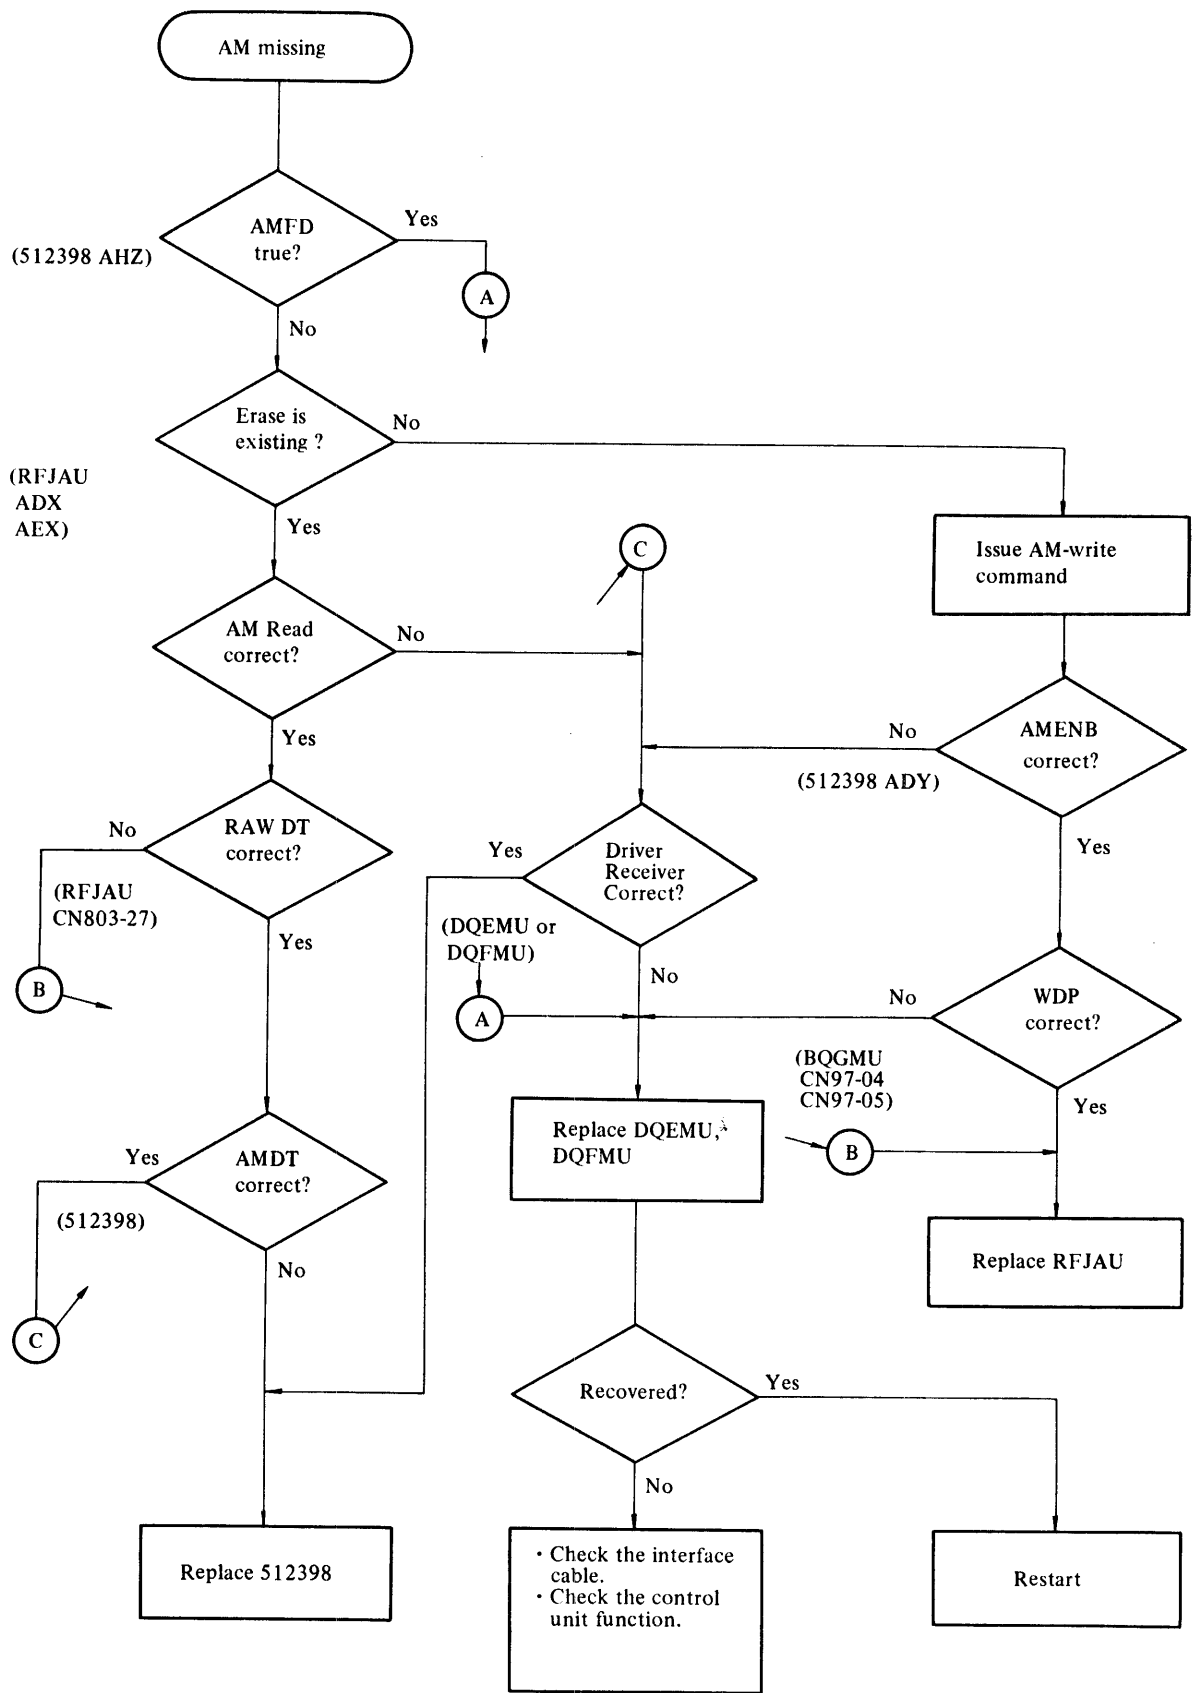 AM missing
AMFD
true?
Yes
(512398 AHZ)
A
No
Erase is
existing ?
No
(RFJAU
ADX
AEX)
Yes
C
Issue AM-write
command
AM Read
correct?
No
Yes
AMENB
correct?
No
(512398 ADY)
Yes
RAW DT
correct?
No
(RFJAU
CN803-27)
Yes
B
Driver
Receiver
Correct?
Yes
(DQEMU or
DQFMU)
No
A
WDP
correct?
No
(BQGMU
CN97-04
CN97-05)
Yes
B
Replace DQEMU,
DQFMU
AMDT
correct?
Yes
(512398)
No
C
Replace RFJAU
Recovered?
Yes
No
Replace 512398
· Check the interface
cable.
· Check the control
unit function.
Restart